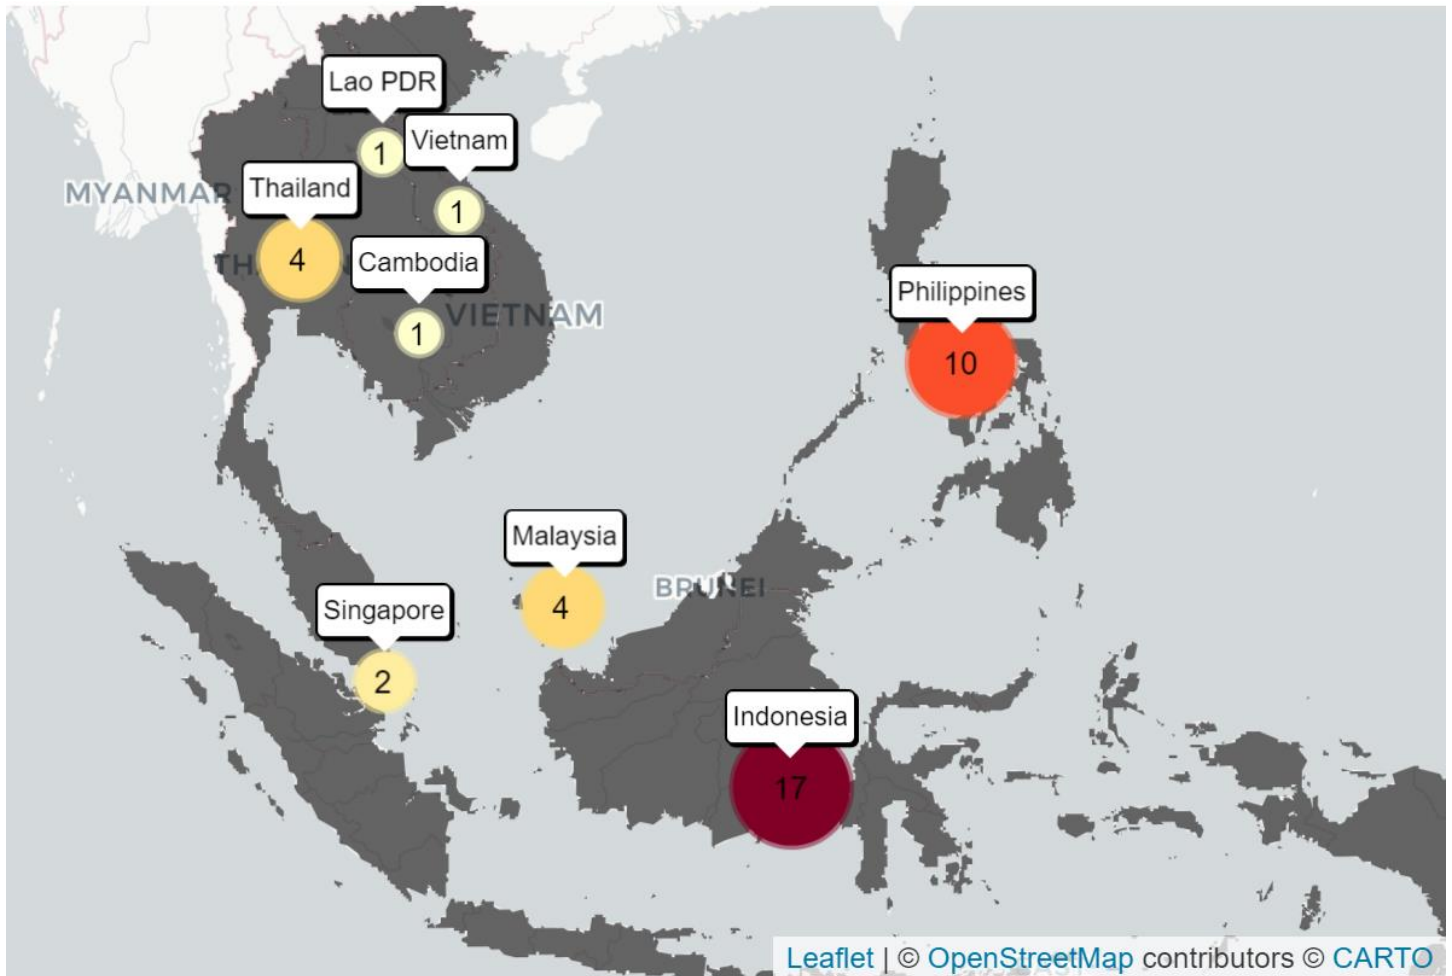 Lao PDR
1
Vietnam
1
MYANMAR
Thailand
4
Cambodia
1
VIETNAM
Philippines
10
Malaysia
4
BRUNEI
Singapore
2
Indonesia
17
Leaflet | © OpenStreetMap contributors © CARTO